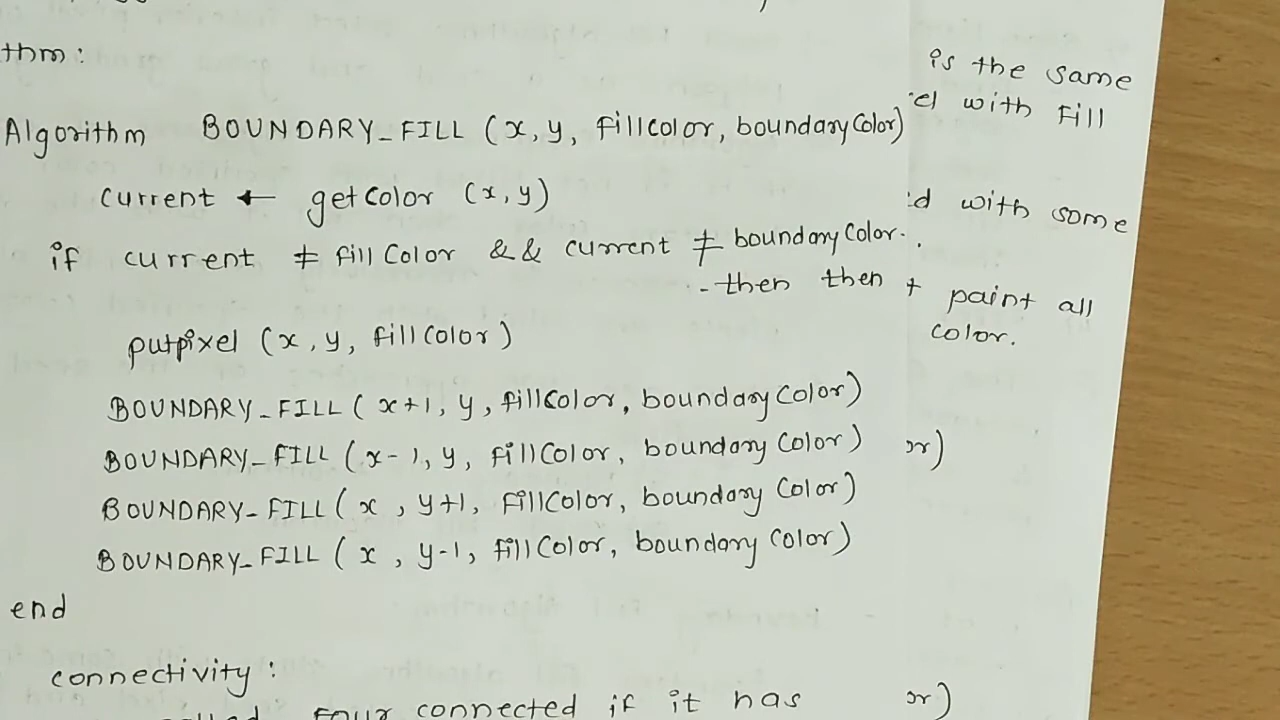 thm:
Algorithm BOUNDARY_FILL (x, y, fillcolor, boundaryColor)
current ← getColor (x, y)
if current ≠ fillColor && current ≠ boundaryColor.
then then
putpixel (x, y, fillColor)
BOUNDARY_FILL (x+1, y, fillColor, boundaryColor)
BOUNDARY_FILL (x-1, y, fillColor, boundary Color)
BOUNDARY_FILL (x, y+1, fillColor, boundary Color)
BOUNDARY_FILL (x, y-1, fillColor, boundary Color)
end
connectivity:
four connected if it has
is the same
el with Fill
d with some
paint all
color.
or)
or)